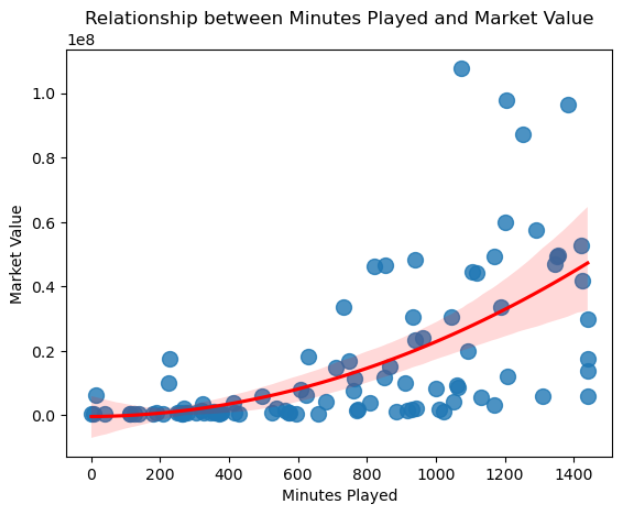 Relationship between Minutes Played and Market Value
1e8
1.0
0.8
0.6
0.4
0.2
0.0
Market Value
0 200 400 600 800 1000 1200 1400
Minutes Played